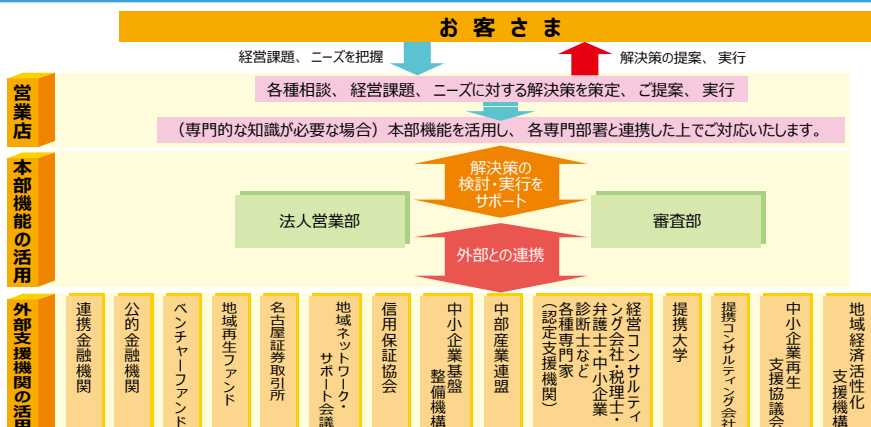 お客さま
経営課題、ニーズを把握
解決策の提案、実行
営業店
各種相談、経営課題、ニーズに対する解決策を策定、ご提案、実行
（専門的な知識が必要な場合）本部機能を活用し、各専門部署と連携した上でご対応いたします。
本部機能の活用
解決策の
検討・実行を
サポート
法人営業部
審査部
外部との連携
外部支援機関の活用
連携金融機関
公的金融機関
ベンチャーファンド
地域再生ファンド
名古屋証券取引所
地域ネットワーク・
サポート会議
信用保証協会
中小企業基盤
整備機構
中部産業連盟
経営コンサルティ
ング会社・税理士・
弁護士・中小企業
診断士など
各種専門家
（認定支援機関）
提携大学
提携コンサルティング会社
中小企業再生
支援協議会
地域経済活性化
支援機構